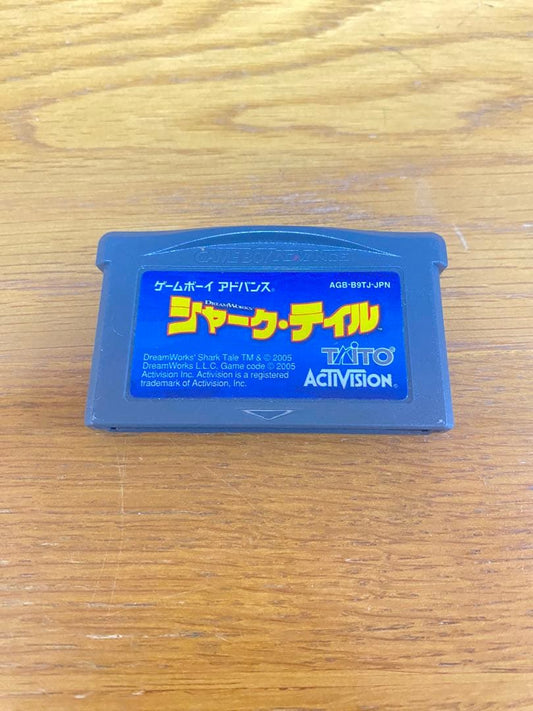 GAME BOY ADVANCE
ゲームボーイ アドバンス® AGB-B9TJ-JPN
DREAMWORKS'
シャーク・テイル™
TAITO®
DreamWorks' Shark Tale TM & © 2005
DreamWorks L.L.C. Game code © 2005
Activision Inc. Activision is a registered
trademark of Activision, Inc.
ACTIVISION®